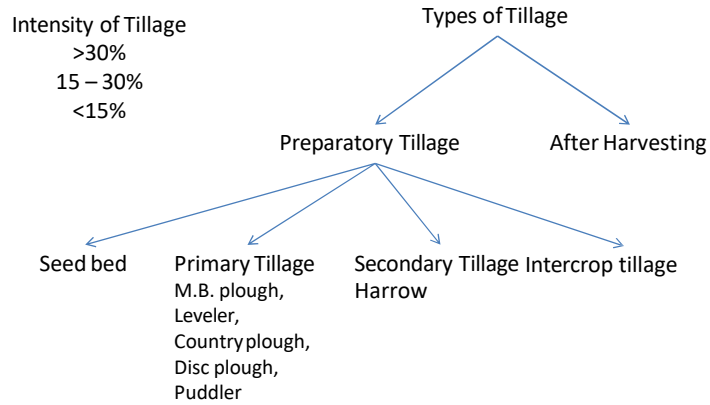 Intensity of Tillage
>30%
15 – 30%
<15%
Types of Tillage
Preparatory Tillage
After Harvesting
Seed bed
Primary Tillage
M.B. plough,
Leveler,
Country plough,
Disc plough,
Puddler
Secondary Tillage
Harrow
Intercrop tillage